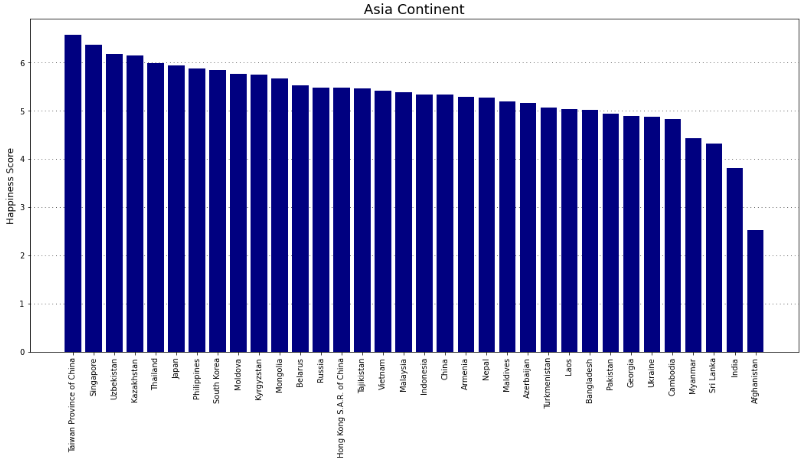 Asia Continent
Happiness Score
6
5
4
3
2
1
0
Taiwan Province of China
Singapore
Uzbekistan
Kazakhstan
Thailand
Japan
Philippines
South Korea
Moldova
Kyrgyzstan
Mongolia
Belarus
Russia
Hong Kong S.A.R. of China
Tajikistan
Vietnam
Malaysia
Indonesia
China
Armenia
Nepal
Maldives
Azerbaijan
Turkmenistan
Laos
Bangladesh
Pakistan
Georgia
Ukraine
Cambodia
Myanmar
Sri Lanka
India
Afghanistan